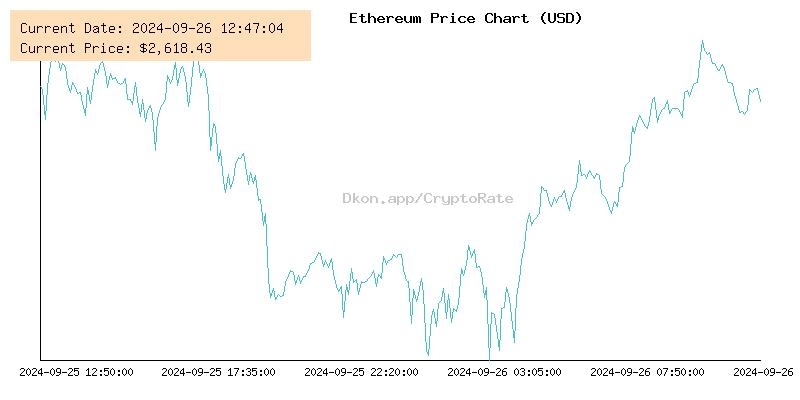 Ethereum Price Chart (USD)
Current Date: 2024-09-26 12:47:04
Current Price: $2,618.43
Dkon.app/CryptoRate
2024-09-25 12:50:00
2024-09-25 17:35:00
2024-09-25 22:20:00
2024-09-26 03:05:00
2024-09-26 07:50:00
2024-09-26